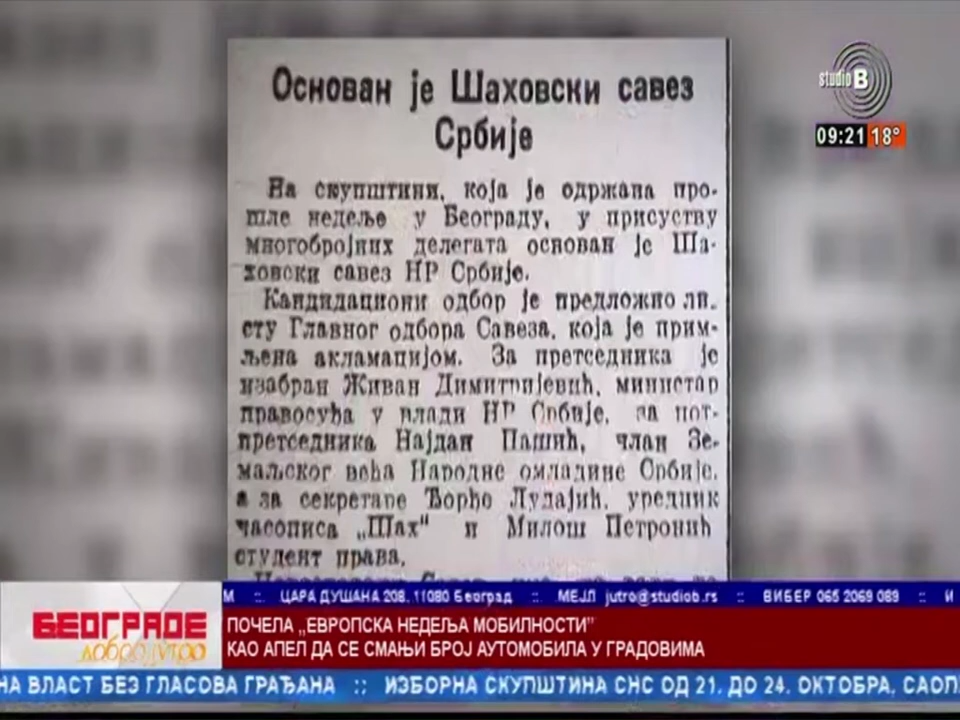 Основан је Шаховски савез
Србије
На скупштини, која је одржана про-
шле недеље у Београду, у присуству
многобројних делегата основан је Ша-
ховски савез НР Србије.
Кандидациони одбор је предложио ли-
сту Главног одбора Савеза, која је прим-
љена акламацијом. За претседника је
изабран Живан Димитријевић, министар
правосуђа у влади НР Србије, за пот-
претседника Најдан Пашић, члан Зе-
маљског већа Народне омладине Србије,
а за секретаре Ђорђе Лудајић, уредник
часописа „Шах" и Милош Петронић
студент права.
studio B
09:21 18°
М :: ЦАРА ДУШАНА 208, 11080 Београд :: МЕЈЛ jutro@studiob.rs :: ВИБЕР 065 2069 089 :: И
БЕОГРАДЕ
добро јутро
ПОЧЕЛА „ЕВРОПСКА НЕДЕЉА МОБИЛНОСТИ"
КАО АПЕЛ ДА СЕ СМАЊИ БРОЈ АУТОМОБИЛА У ГРАДОВИМА
НА ВЛАСТ БЕЗ ГЛАСОВА ГРАЂАНА :: ИЗБОРНА СКУПШТИНА СНС ОД 21. ДО 24. ОКТОБРА, САОП